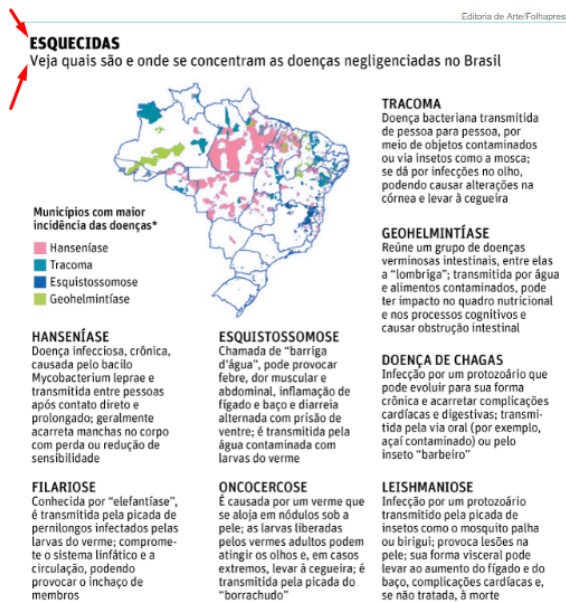 Editoria de Arte/Folhapres
ESQUECIDAS
Veja quais são e onde se concentram as doenças negligenciadas no Brasil
Municípios com maior
incidência das doenças*
Hanseníase
Tracoma
Esquistossomose
Geohelmintíase
TRACOMA
Doença bacteriana transmitida
de pessoa para pessoa, por
meio de objetos contaminados
ou via insetos como a mosca;
se dá por infecções no olho,
podendo causar alterações na
córnea e levar à cegueira
GEOHELMINTÍASE
Reúne um grupo de doenças
verminosas intestinais, entre elas
a "lombriga"; transmitida por água
e alimentos contaminados, pode
ter impacto no quadro nutricional
e nos processos cognitivos e
causar obstrução intestinal
HANSENÍASE
Doença infecciosa, crônica,
causada pelo bacilo
Mycobacterium leprae e
transmitida entre pessoas
após contato direto e
prolongado; geralmente
acarreta manchas no corpo
com perda ou redução de
sensibilidade
ESQUISTOSSOMOSE
Chamada de "barriga
d'água", pode provocar
febre, dor muscular e
abdominal, inflamação de
fígado e baço e diarreia
alternada com prisão de
ventre; é transmitida pela
água contaminada com
larvas do verme
DOENÇA DE CHAGAS
Infecção por um protozoário que
pode evoluir para sua forma
crônica e acarretar complicações
cardíacas e digestivas; transmi-
tida pela via oral (por exemplo,
açaí contaminado) ou pelo
inseto "barbeiro"
FILARIOSE
Conhecida por "elefantíase",
é transmitida pela picada de
pernilongos infectados pelas
larvas do verme; comprome-
te o sistema linfático e a
circulação, podendo
provocar o inchaço de
membros
ONCOCERCOSE
É causada por um verme que
se aloja em nódulos sob a
pele; as larvas liberadas
pelos vermes adultos podem
atingir os olhos e, em casos
extremos, levar à cegueira; é
transmitida pela picada do
"borrachudo"
LEISHMANIOSE
Infecção por um protozoário
transmitido pela picada de
insetos como o mosquito palha
ou birigui; provoca lesões na
pele; sua forma visceral pode
levar ao aumento do fígado e do
baço, complicações cardíacas e,
se não tratada, à morte